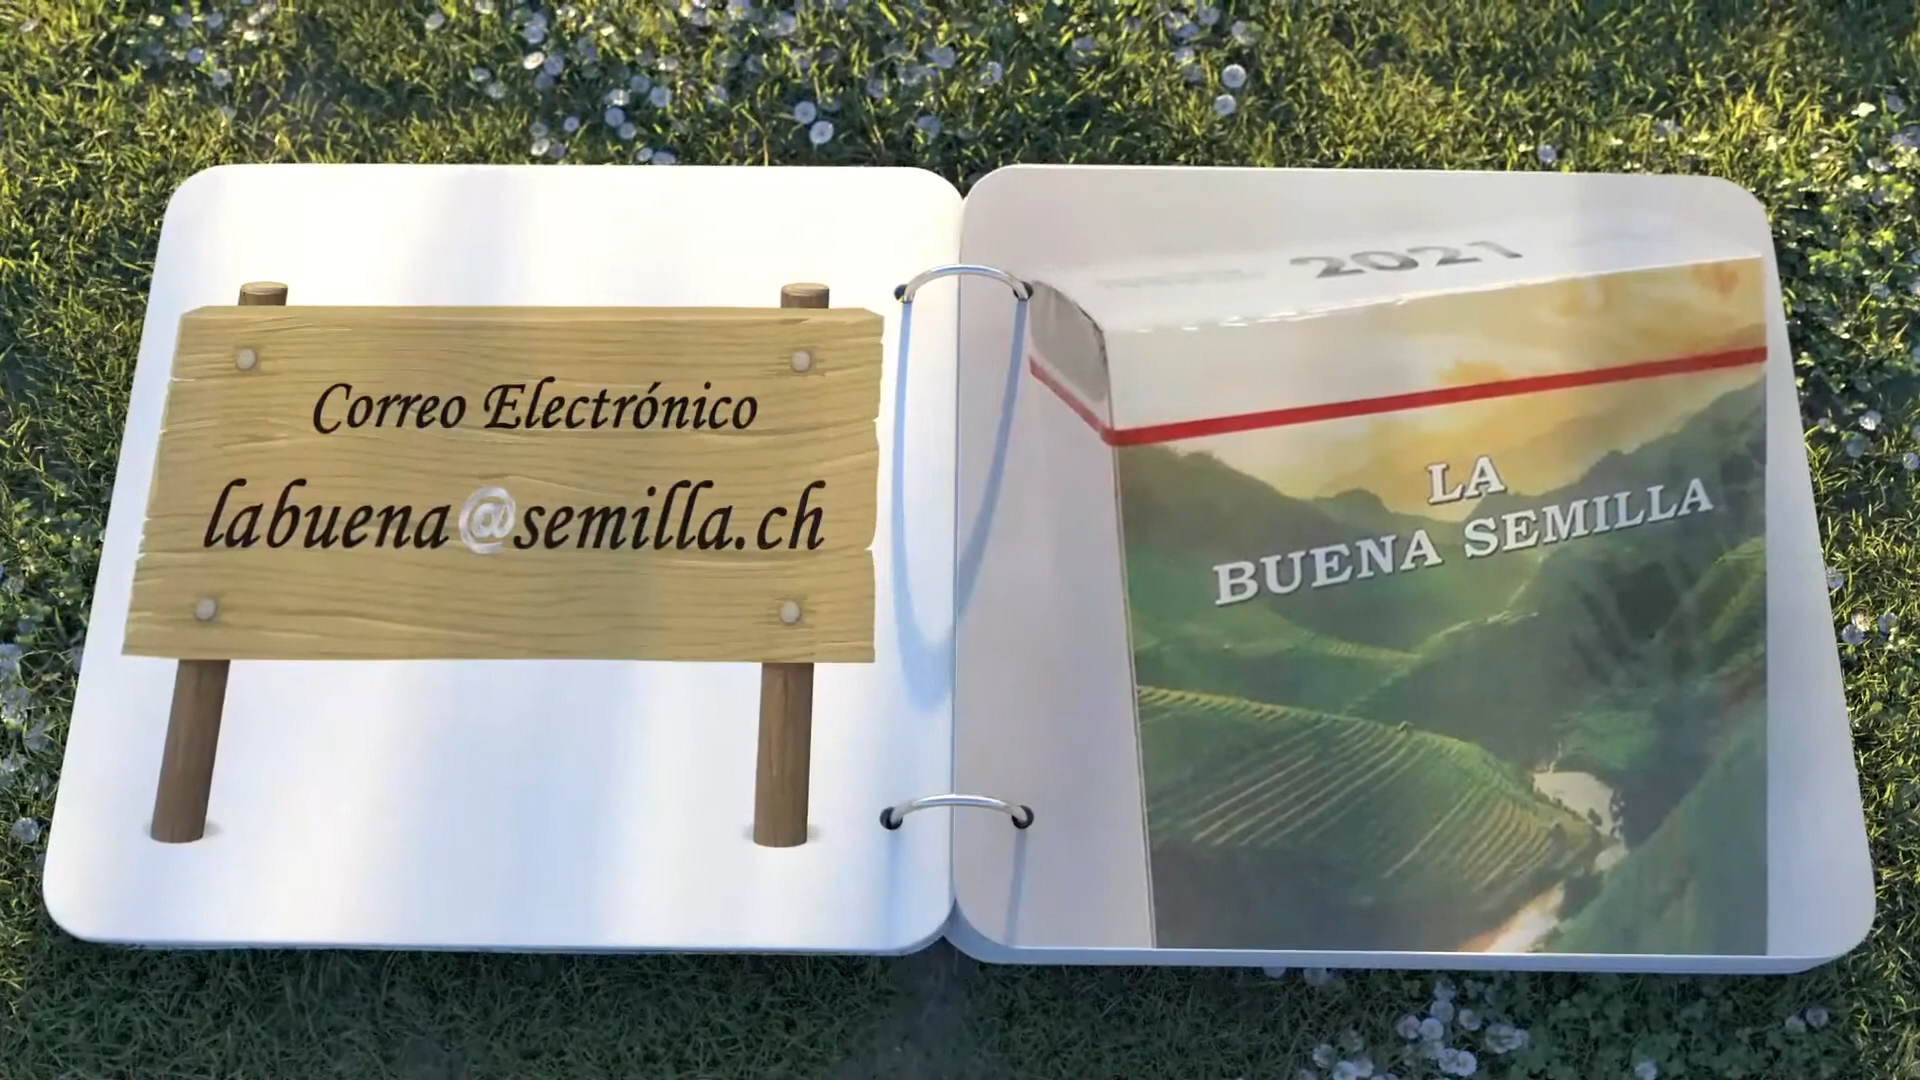 Correo Electrónico
labuena@semilla.ch
2021
LA
BUENA SEMILLA